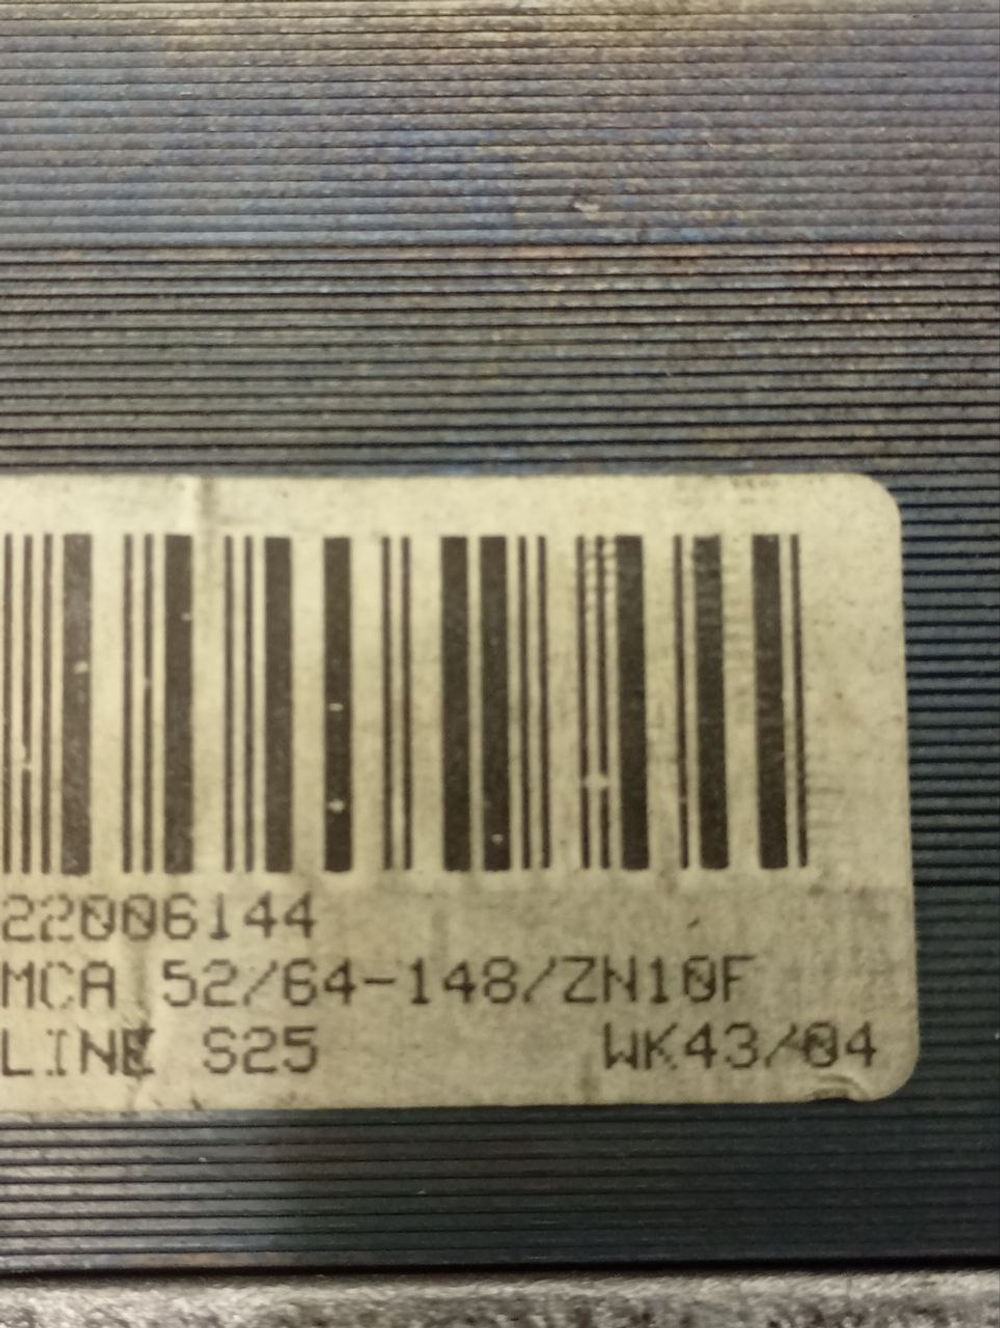 22006144
MCA 52/64-148/ZN10F
LINE S25 WK43/04